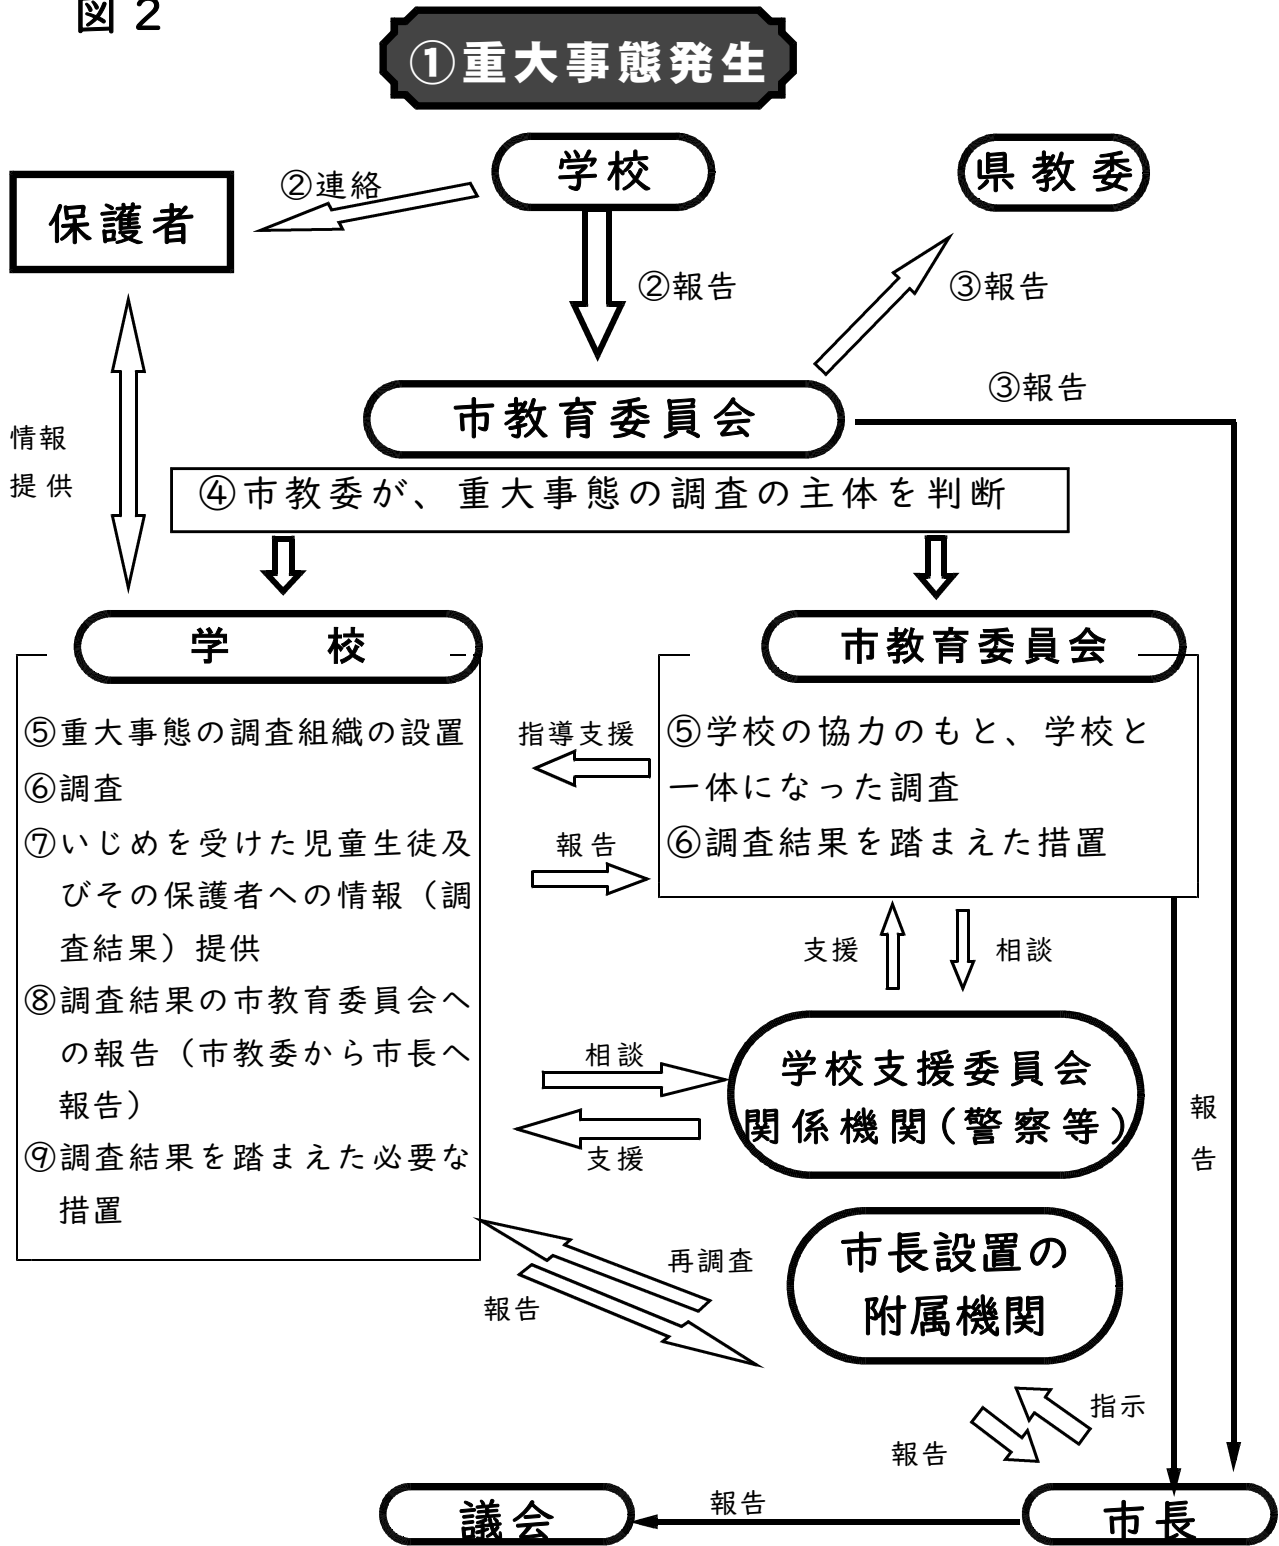 図２
①重大事態発生
学校
県教委
②連絡
保護者
②報告
③報告
③報告
市教育委員会
情報
提供
④市教委が、重大事態の調査の主体を判断
学　校
市教育委員会
⑤重大事態の調査組織の設置
⑥調査
⑦いじめを受けた児童生徒及
びその保護者への情報（調
査結果）提供
⑧調査結果の市教育委員会へ
の報告（市教委から市長へ
報告）
⑨調査結果を踏まえた必要な
措置
指導支援
報告
⑤学校の協力のもと、学校と
一体になった調査
⑥調査結果を踏まえた措置
支援
相談
相談
支援
学校支援委員会
関係機関（警察等）
報
告
再調査
報告
市長設置の
附属機関
指示
報告
議会
報告
市長